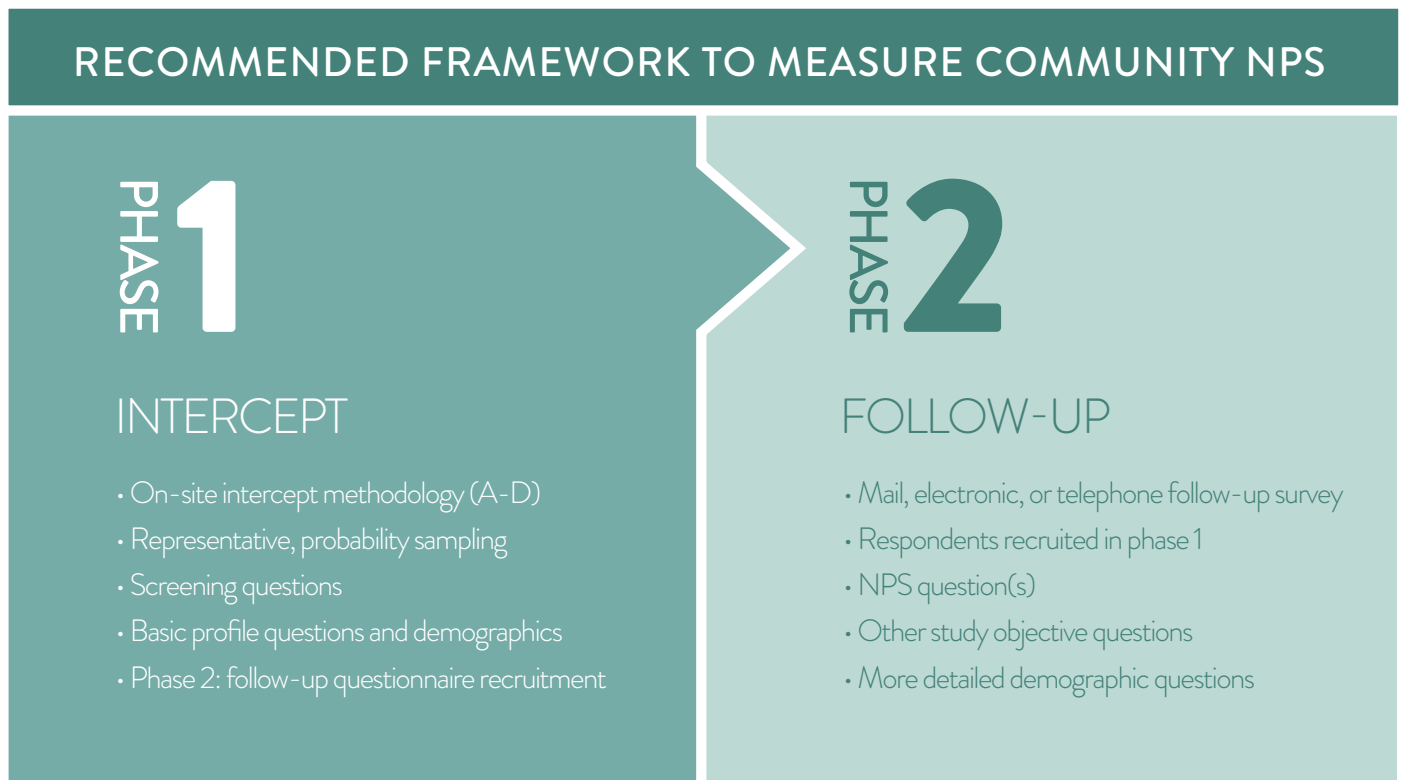 RECOMMENDED FRAMEWORK TO MEASURE COMMUNITY NPS
PHASE 1
INTERCEPT
• On-site intercept methodology (A-D)
• Representative, probability sampling
• Screening questions
• Basic profile questions and demographics
• Phase 2: follow-up questionnaire recruitment
PHASE 2
FOLLOW-UP
• Mail, electronic, or telephone follow-up survey
• Respondents recruited in phase 1
• NPS question(s)
• Other study objective questions
• More detailed demographic questions